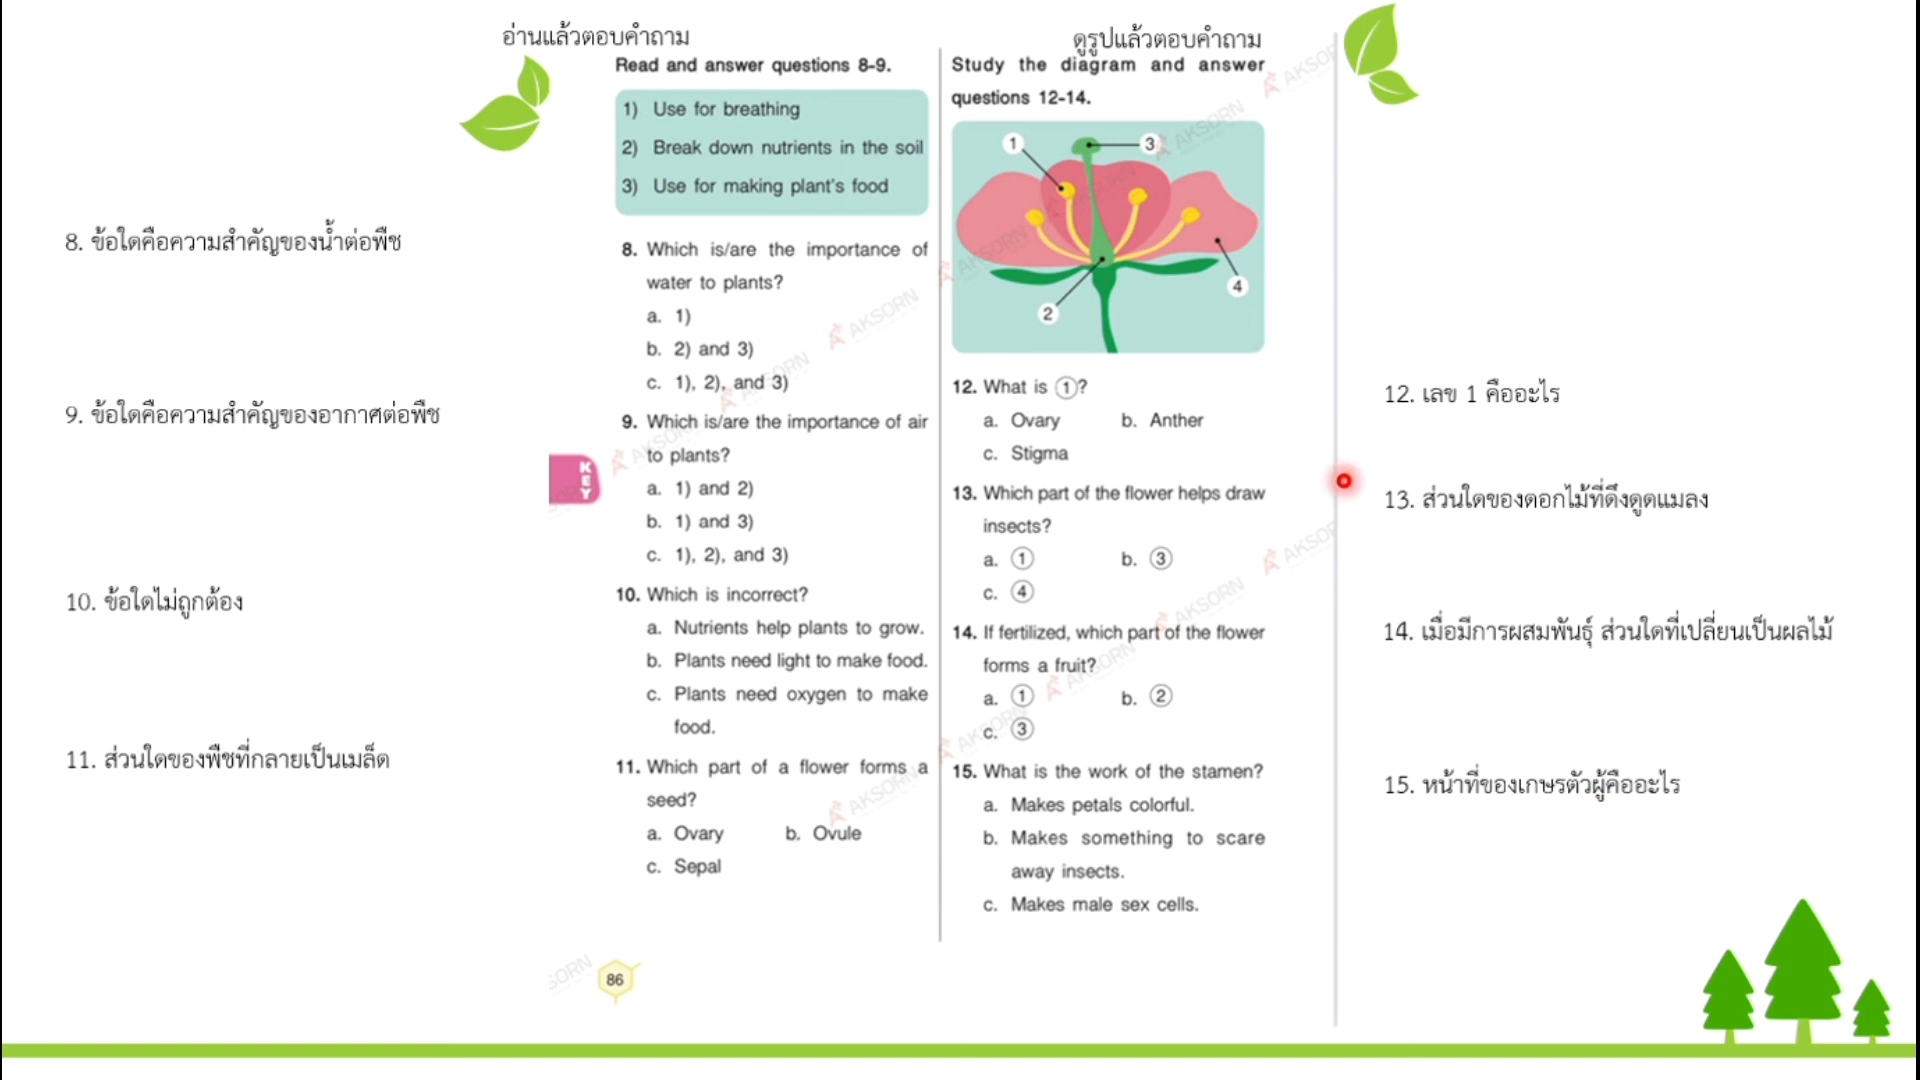 อ่านแล้วตอบคำถาม
Read and answer questions 8-9.
1) Use for breathing
2) Break down nutrients in the soil
3) Use for making plant's food
8. ข้อใดคือความสำคัญของน้ำต่อพืช
8. Which is/are the importance of
water to plants?
a. 1)
b. 2) and 3)
c. 1), 2), and 3)
9. ข้อใดคือความสำคัญของอากาศต่อพืช
9. Which is/are the importance of air
to plants?
a. 1) and 2)
b. 1) and 3)
c. 1), 2), and 3)
KEY
10. ข้อใดไม่ถูกต้อง
10. Which is incorrect?
a. Nutrients help plants to grow.
b. Plants need light to make food.
c. Plants need oxygen to make
food.
11. ส่วนใดของพืชที่กลายเป็นเมล็ด
11. Which part of a flower forms a
seed?
a. Ovary b. Ovule
c. Sepal
86
ดูรูปแล้วตอบคำถาม
Study the diagram and answer
questions 12-14.
1
3
4
2
12. What is ①?
a. Ovary b. Anther
c. Stigma
12. เลข 1 คืออะไร
13. Which part of the flower helps draw
insects?
a. ① b. ③
c. ④
13. ส่วนใดของดอกไม้ที่ดึงดูดแมลง
14. If fertilized, which part of the flower
forms a fruit?
a. ① b. ②
c. ③
14. เมื่อมีการผสมพันธุ์ ส่วนใดที่เปลี่ยนเป็นผลไม้
15. What is the work of the stamen?
a. Makes petals colorful.
b. Makes something to scare
away insects.
c. Makes male sex cells.
15. หน้าที่ของเกษรตัวผู้คืออะไร
AKSORN